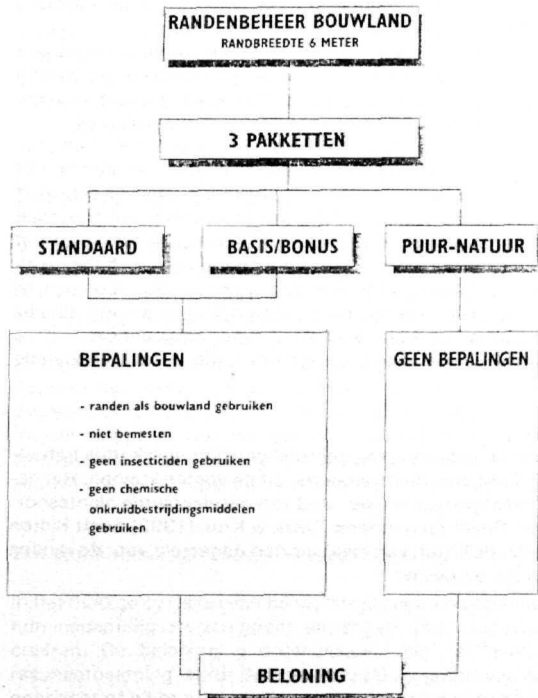 RANDENBEHEER BOUWLAND
RANDBREEDTE 6 METER
3 PAKKETTEN
STANDAARD
BASIS/BONUS
PUUR-NATUUR
BEPALINGEN
- randen als bouwland gebruiken
- niet bemesten
- geen insecticiden gebruiken
- geen chemische
onkruidbestrijdingsmiddelen
gebruiken
GEEN BEPALINGEN
BELONING